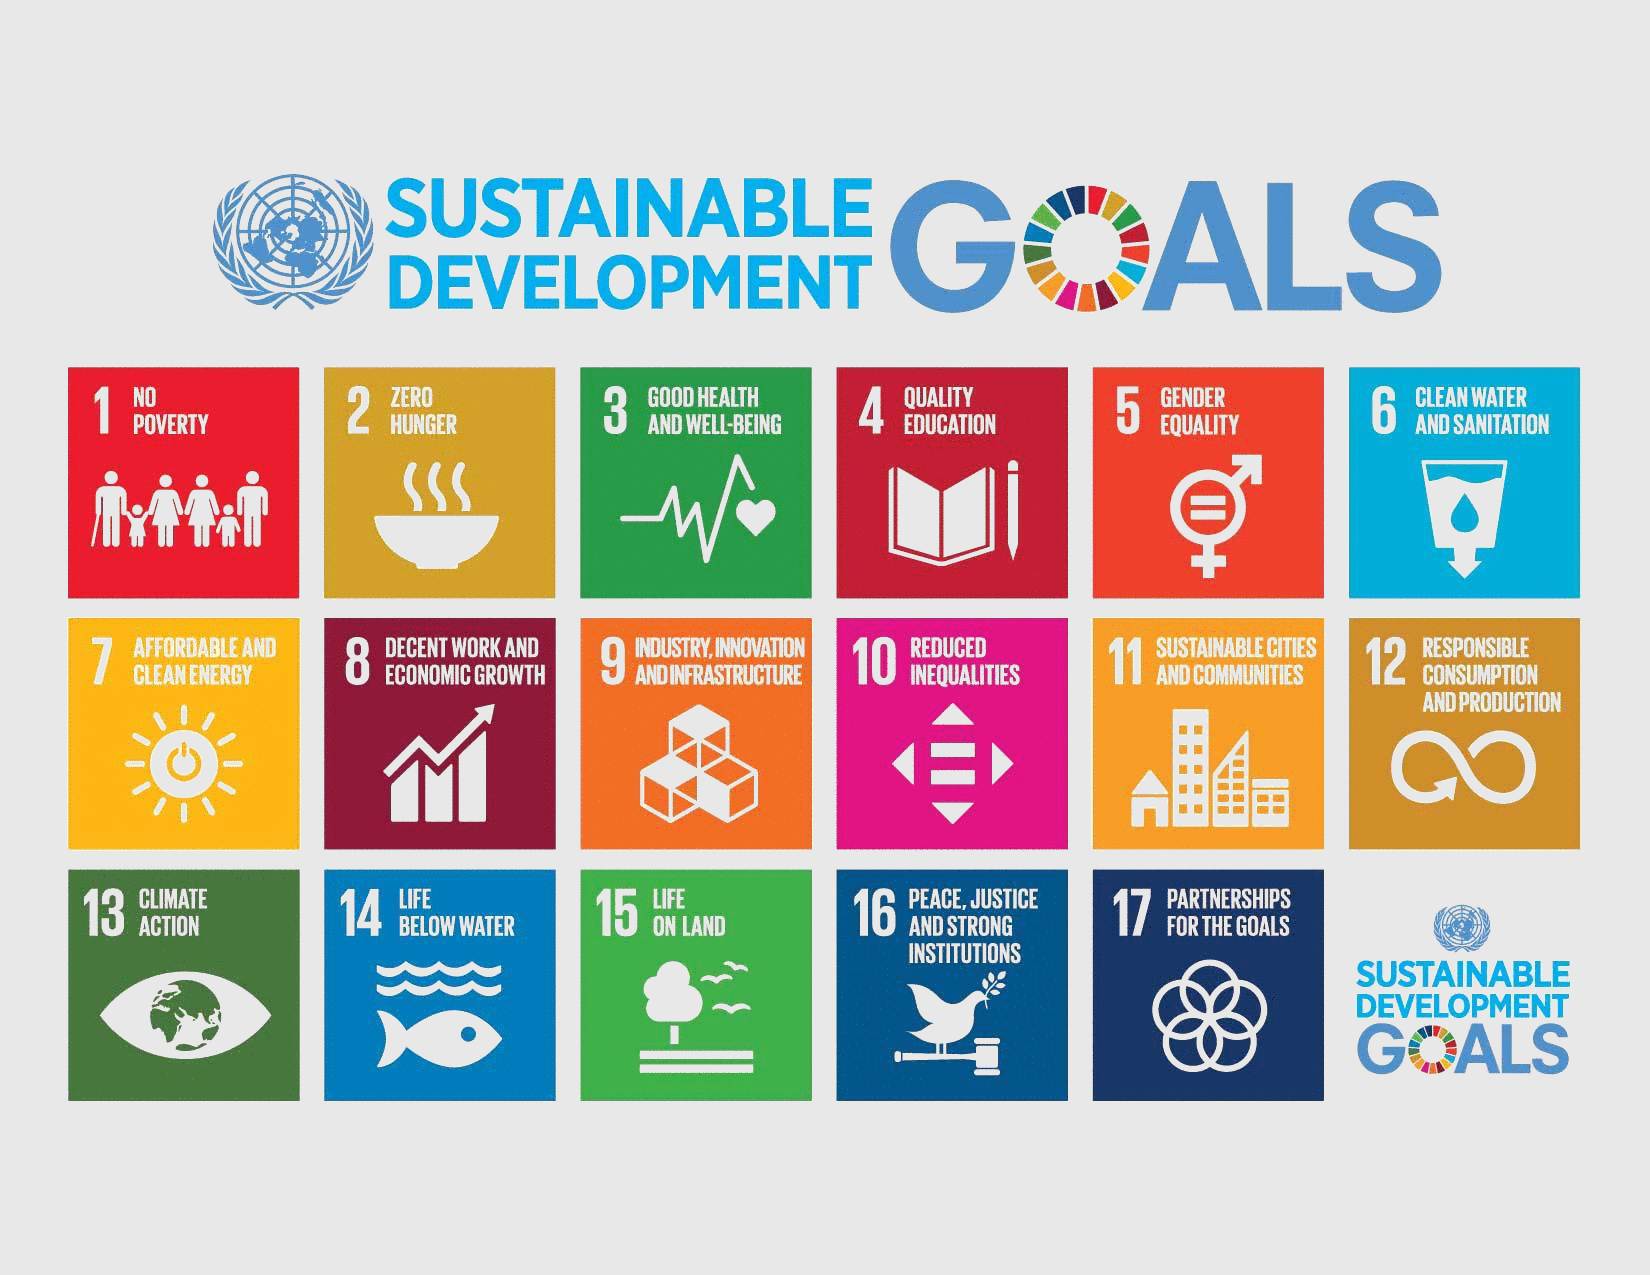 SUSTAINABLE
DEVELOPMENT
GOALS
1 NO
POVERTY
2 ZERO
HUNGER
3 GOOD HEALTH
AND WELL-BEING
4 QUALITY
EDUCATION
5 GENDER
EQUALITY
6 CLEAN WATER
AND SANITATION
7 AFFORDABLE AND
CLEAN ENERGY
8 DECENT WORK AND
ECONOMIC GROWTH
9 INDUSTRY, INNOVATION
AND INFRASTRUCTURE
10 REDUCED
INEQUALITIES
11 SUSTAINABLE CITIES
AND COMMUNITIES
12 RESPONSIBLE
CONSUMPTION
AND PRODUCTION
13 CLIMATE
ACTION
14 LIFE
BELOW WATER
15 LIFE
ON LAND
16 PEACE, JUSTICE
AND STRONG
INSTITUTIONS
17 PARTNERSHIPS
FOR THE GOALS
SUSTAINABLE
DEVELOPMENT
GOALS